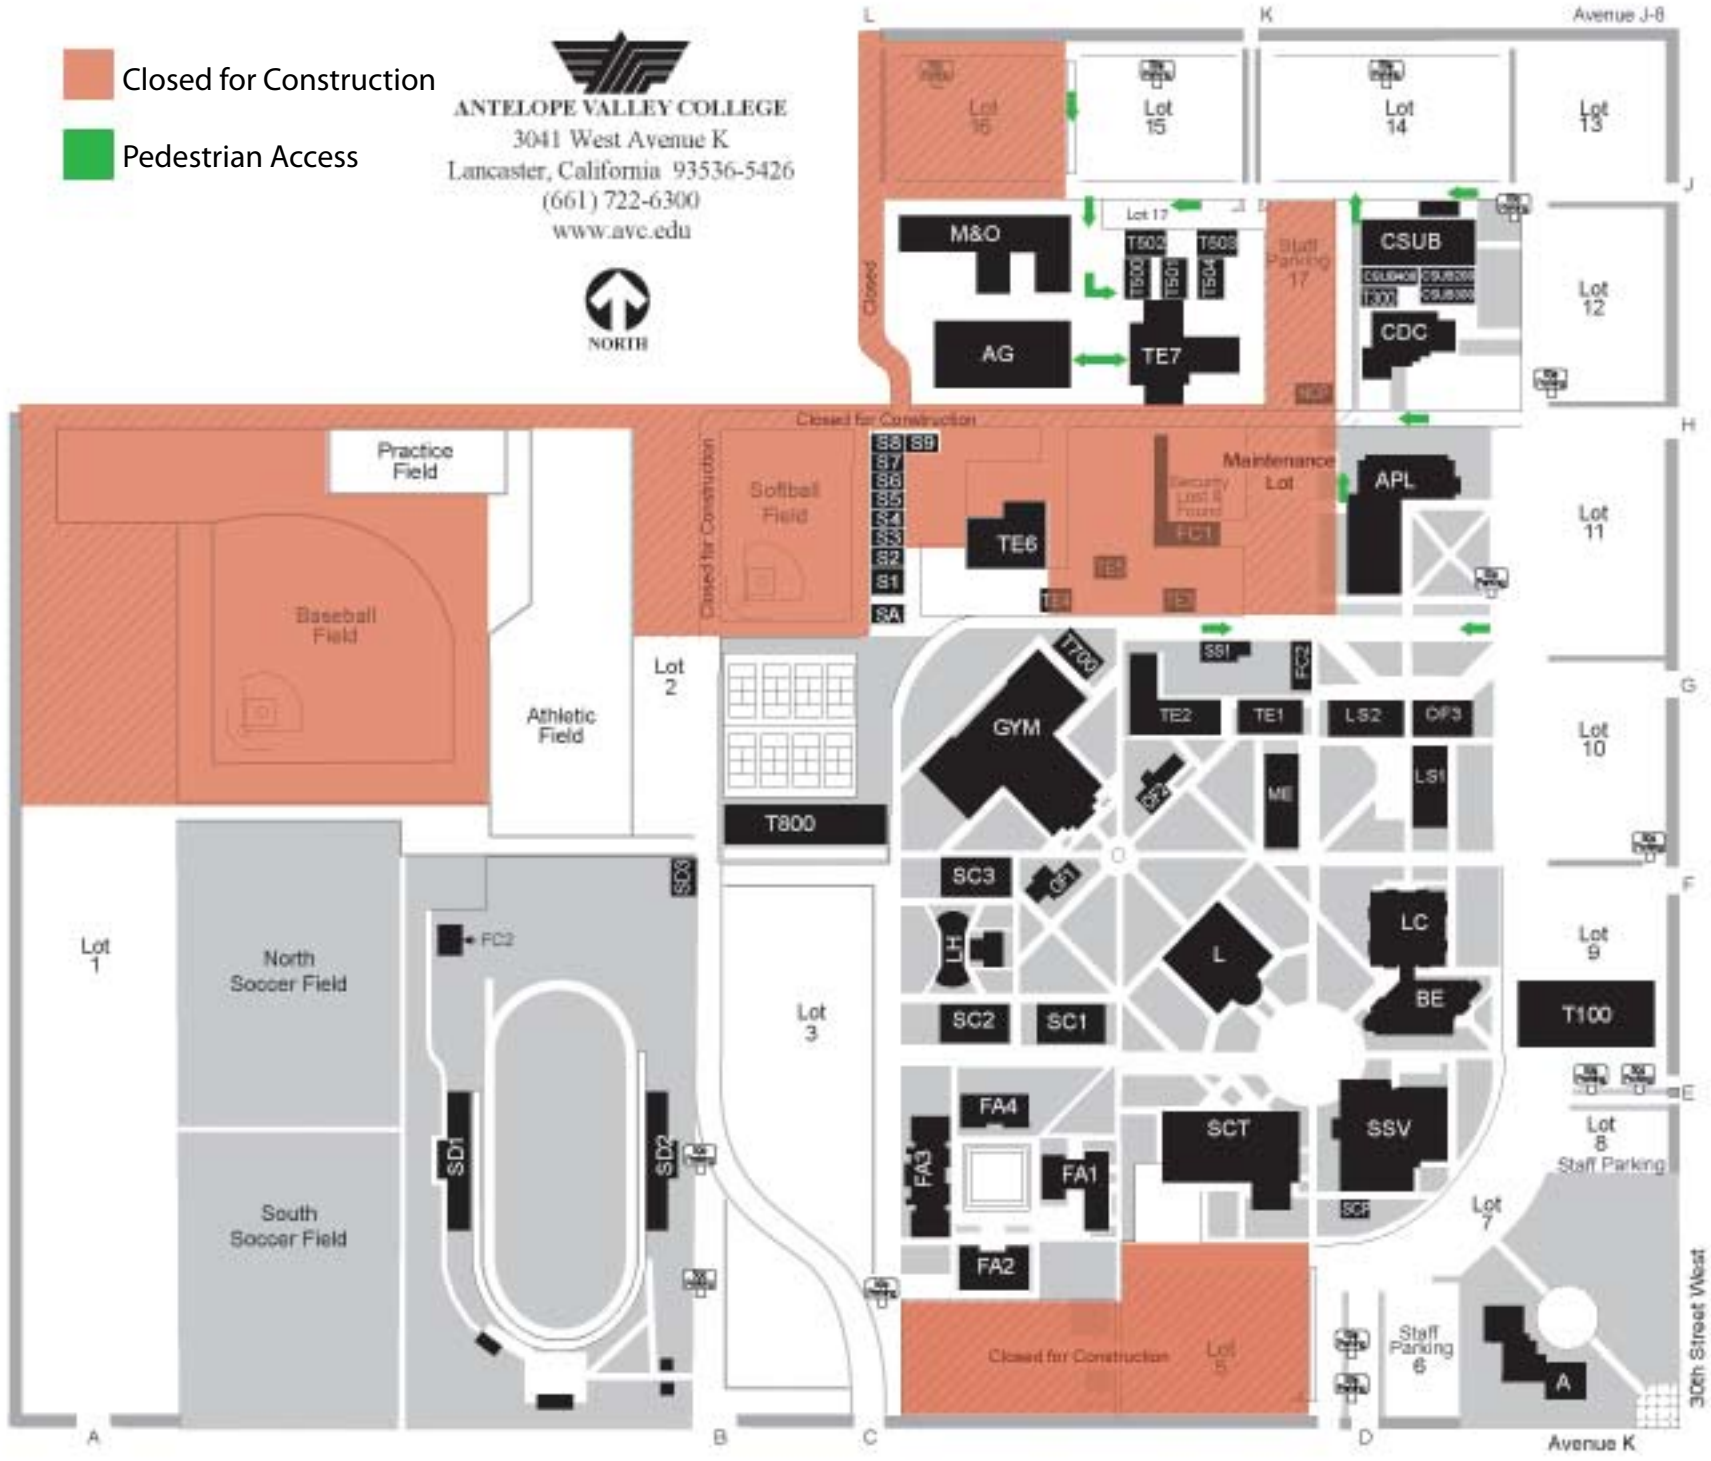 Closed for Construction
Pedestrian Access
ANTELOPE VALLEY COLLEGE
3041 West Avenue K
Lancaster, California 93536-5426
(661) 722-6300
www.avc.edu
NORTH
L
K
Avenue J-8
Lot
16
Lot
15
Lot
14
Lot
13
J
Closed
M&O
Lot 17
T502
T503
T500
T501
T504
Staff
Parking
17
CSUB
T300
CDC
Lot
12
AG
TE7
H
Closed for Construction
Practice
Field
Closed for Construction
Softball
Field
S8
S9
S7
S6
S5
S4
S3
S2
S1
SA
TE6
Security
Lost &
Found
FC1
Maintenance
Lot
APL
Lot
11
Baseball
Field
Athletic
Field
Lot
2
T700
SS1
FC2
G
GYM
TE2
TE1
LS2
OF3
Lot
10
OF2
ME
LS1
T800
SD3
SC3
OF1
F
Lot
1
FC2
North
Soccer Field
LH
L
LC
Lot
9
BE
T100
SC2
SC1
Lot
3
E
FA4
SCT
SSV
Lot
8
Staff Parking
SD1
SD2
FA3
FA1
South
Soccer Field
Lot
7
FA2
Closed for Construction
Lot
5
Staff
Parking
6
A
30th Street West
A
B
C
D
Avenue K